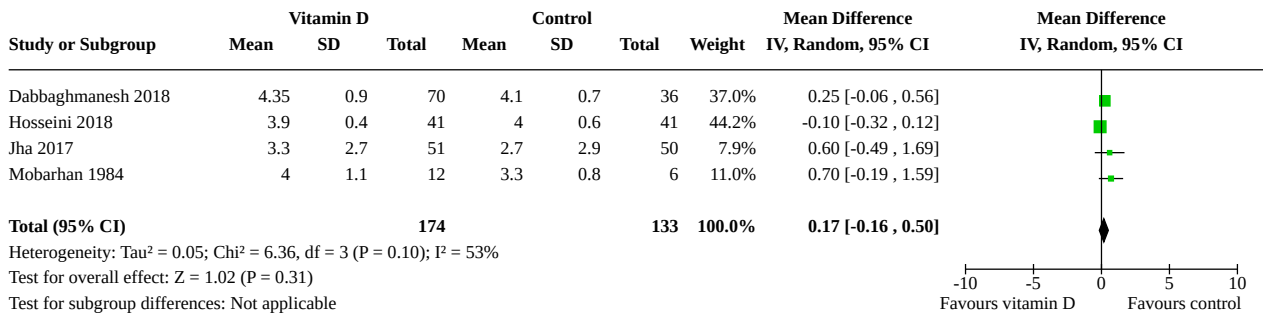 Vitamin D Control Mean Difference Mean Difference
Study or Subgroup Mean SD Total Mean SD Total Weight IV, Random, 95% CI IV, Random, 95% CI
Dabbaghmanesh 2018 4.35 0.9 70 4.1 0.7 36 37.0% 0.25 [-0.06 , 0.56]
Hosseini 2018 3.9 0.4 41 4 0.6 41 44.2% -0.10 [-0.32 , 0.12]
Jha 2017 3.3 2.7 51 2.7 2.9 50 7.9% 0.60 [-0.49 , 1.69]
Mobarhan 1984 4 1.1 12 3.3 0.8 6 11.0% 0.70 [-0.19 , 1.59]
Total (95% CI) 174 133 100.0% 0.17 [-0.16 , 0.50]
Heterogeneity: Tau² = 0.05; Chi² = 6.36, df = 3 (P = 0.10); I² = 53%
Test for overall effect: Z = 1.02 (P = 0.31)
-10 -5 0 5 10
Test for subgroup differences: Not applicable
Favours vitamin D Favours control